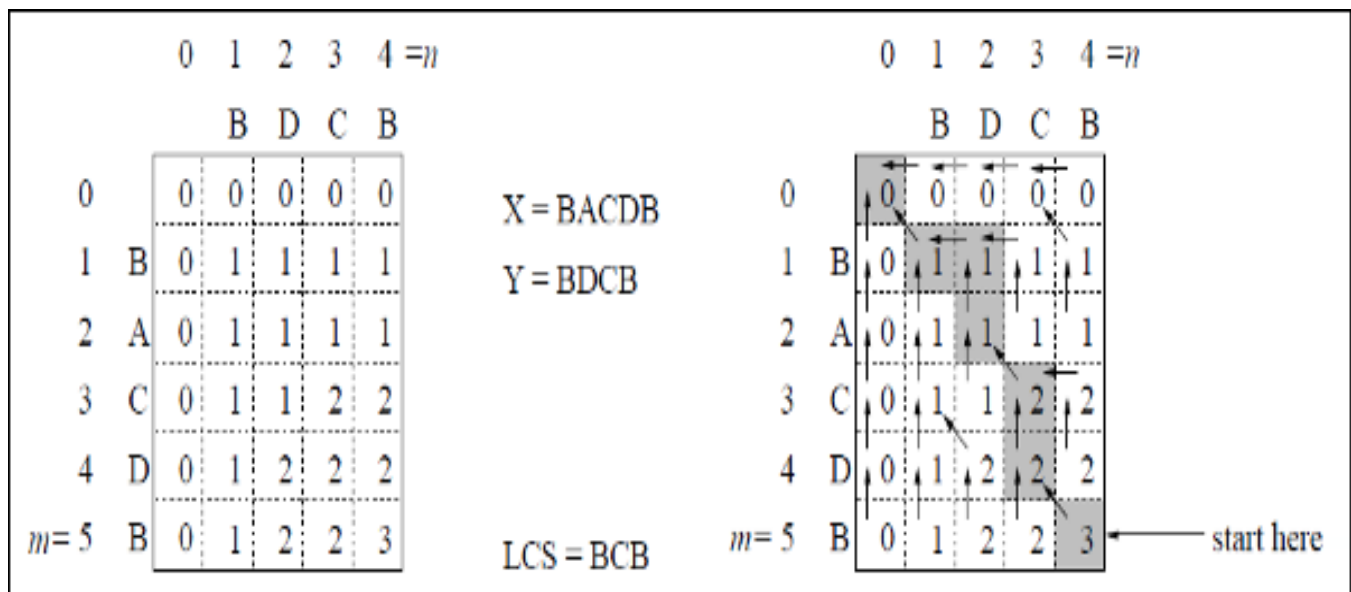 0 1 2 3 4 =n
B D C B
0 0 0 0 0 0
1 B 0 1 1 1 1
2 A 0 1 1 1 1
3 C 0 1 1 2 2
4 D 0 1 2 2 2
m= 5 B 0 1 2 2 3
X = BACDB
Y = BDCB
LCS = BCB
0 1 2 3 4 =n
B D C B
0 0 0 0 0 0
1 B 0 1 1 1 1
2 A 0 1 1 1 1
3 C 0 1 1 2 2
4 D 0 1 2 2 2
m= 5 B 0 1 2 2 3 start here